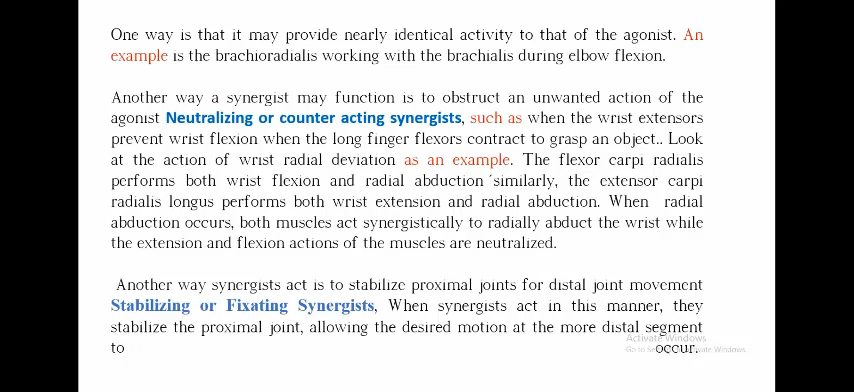 One way is that it may provide nearly identical activity to that of the agonist. An
example is the brachioradialis working with the brachialis during elbow flexion.
Another way a synergist may function is to obstruct an unwanted action of the
agonist Neutralizing or counter acting synergists, such as when the wrist extensors
prevent wrist flexion when the long finger flexors contract to grasp an object.. Look
at the action of wrist radial deviation as an example. The flexor carpi radialis
performs both wrist flexion and radial abduction ´similarly, the extensor carpi
radialis longus performs both wrist extension and radial abduction. When radial
abduction occurs, both muscles act synergistically to radially abduct the wrist while
the extension and flexion actions of the muscles are neutralized.
Another way synergists act is to stabilize proximal joints for distal joint movement
Stabilizing or Fixating Synergists, When synergists act in this manner, they
stabilize the proximal joint, allowing the desired motion at the more distal segment
to occur.
Activate Windows
Go to